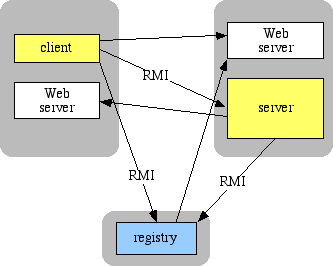 client
Web
server
RMI
Web
server
server
RMI
RMI
registry